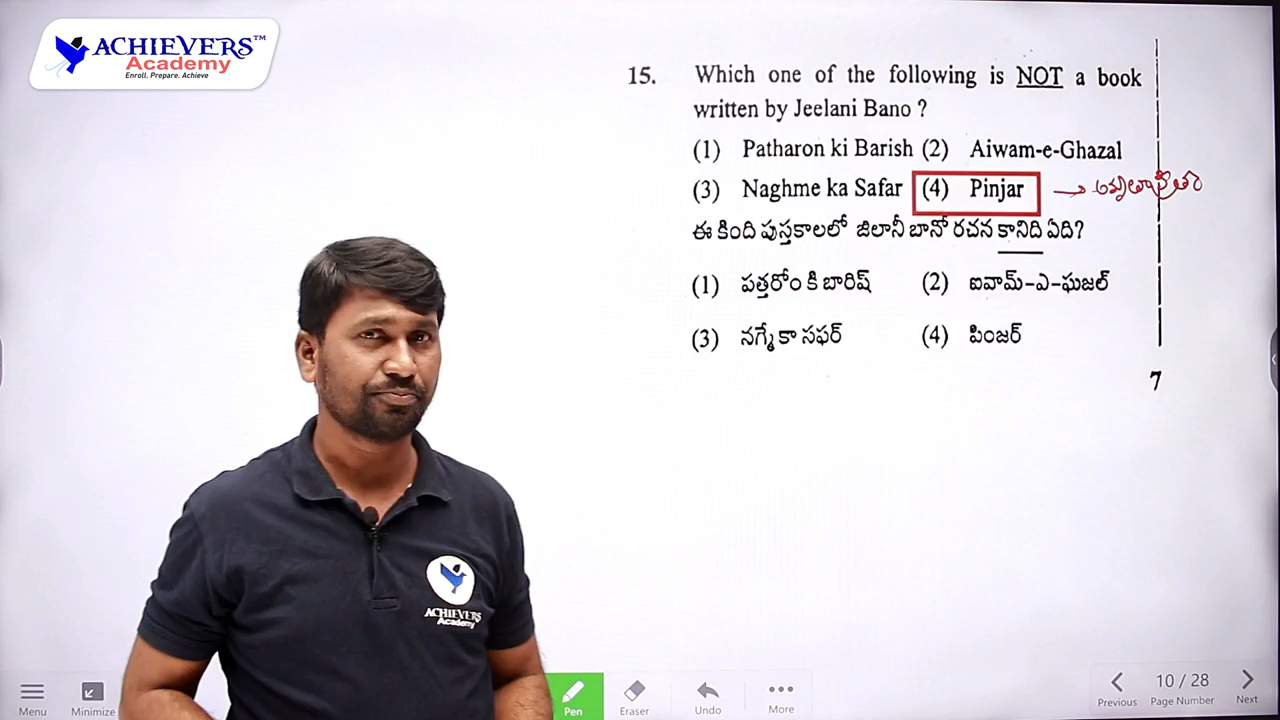 ACHIEVERS™
Academy
Enroll. Prepare. Achieve
15. Which one of the following is NOT a book
written by Jeelani Bano ?
(1) Patharon ki Barish (2) Aiwam-e-Ghazal
(3) Naghme ka Safar (4) Pinjar → అమృతాప్రీతం
ఈ కింది పుస్తకాలలో జిలానీ బానో రచన కానిది ఏది?
(1) పత్తరోం కి బారిష్ (2) ఐవామ్-ఎ-ఘజల్
(3) నగ్మే కా సఫర్ (4) పింజర్
7
ACHIEVERS
Academy
Menu Minimize Pen Eraser Undo More
Previous 10 / 28 Page Number Next